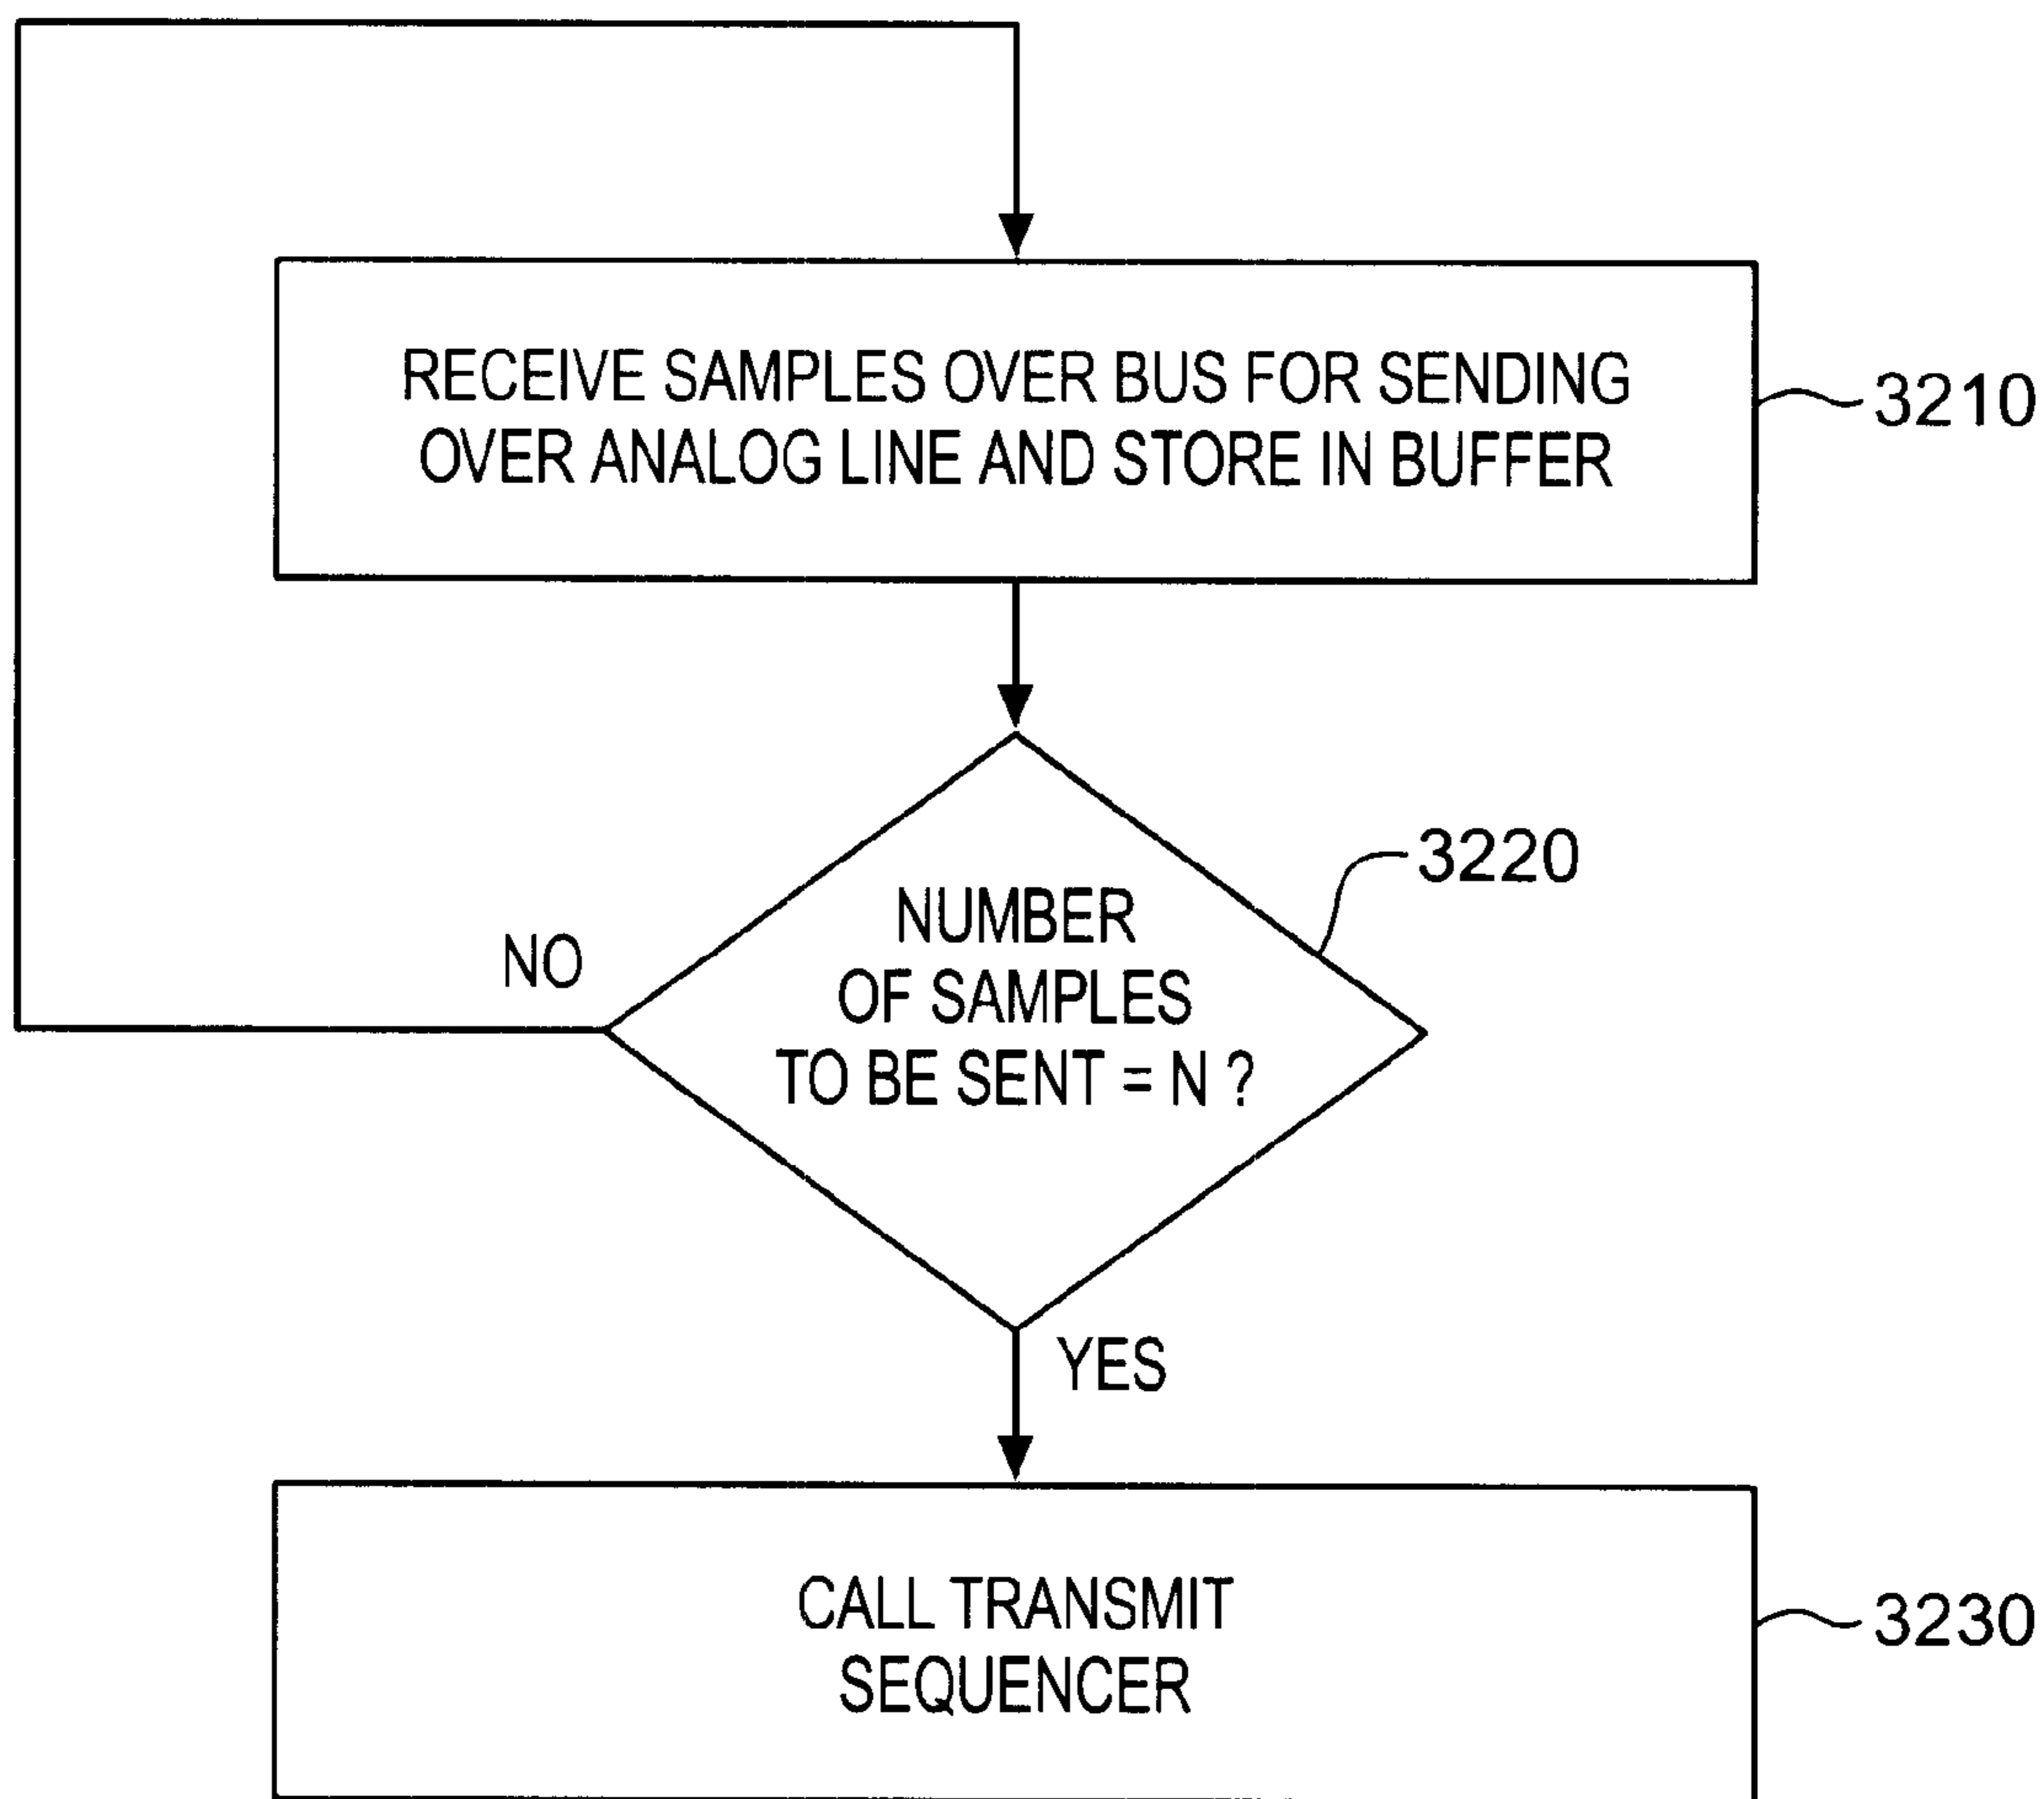 RECEIVE SAMPLES OVER BUS FOR SENDING
OVER ANALOG LINE AND STORE IN BUFFER
3210
3220
NUMBER
OF SAMPLES
TO BE SENT = N ?
NO
YES
CALL TRANSMIT
SEQUENCER
3230